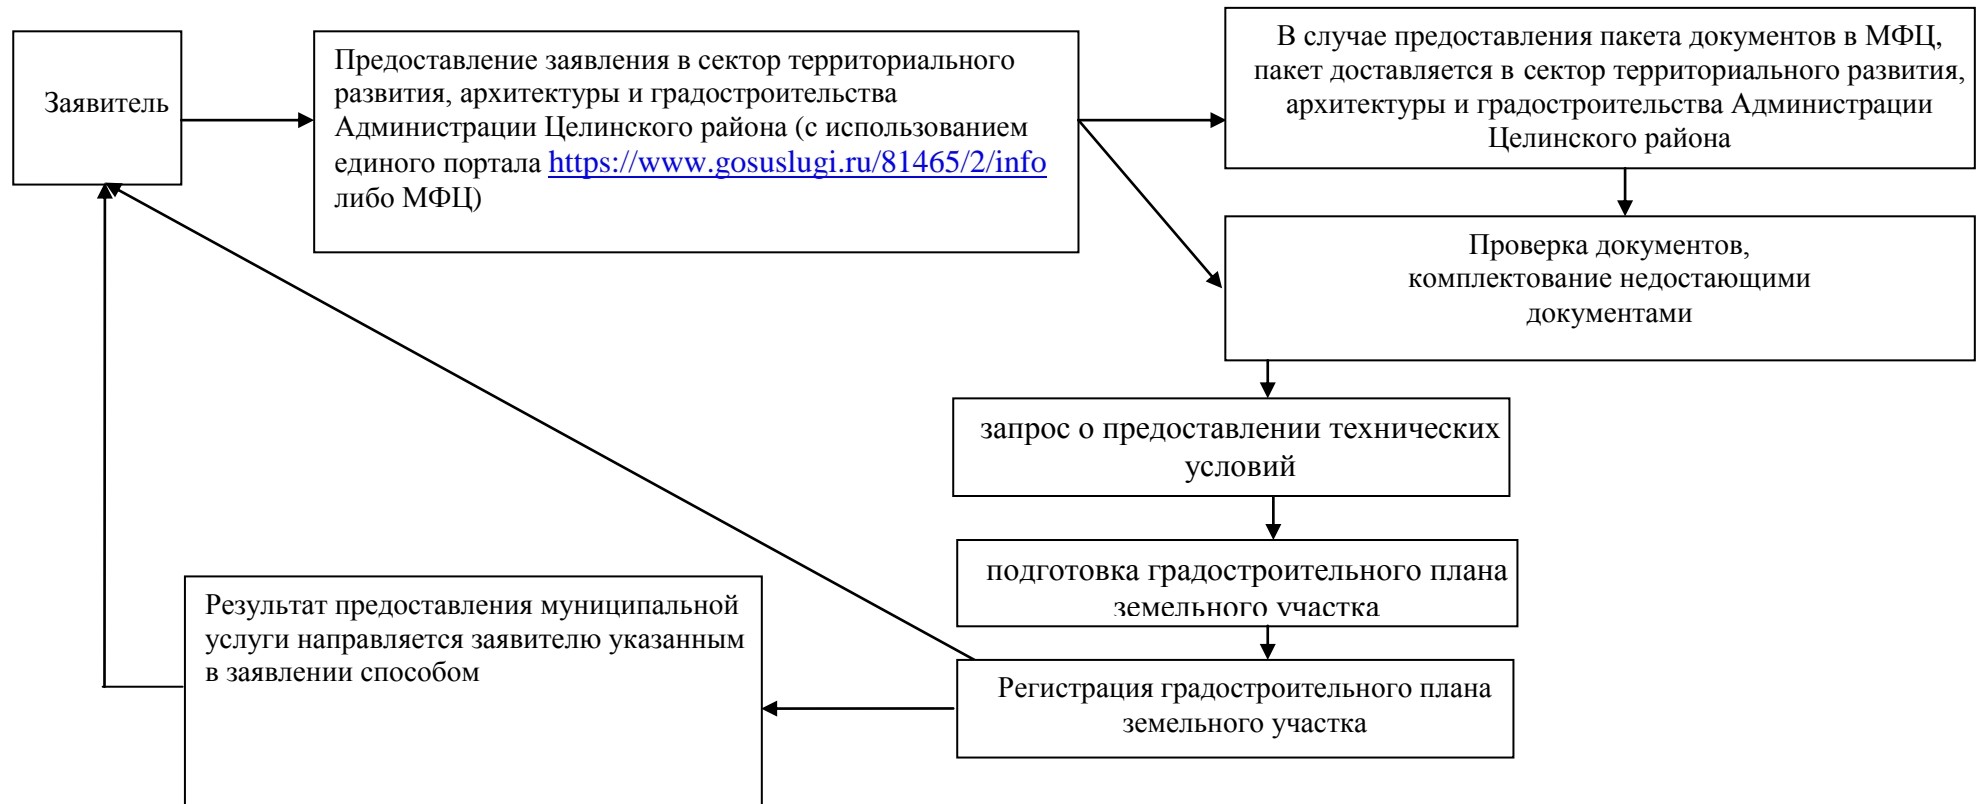 Заявитель
Предоставление заявления в сектор территориального
развития, архитектуры и градостроительства
Администрации Целинского района (с использованием
единого портала https://www.gosuslugi.ru/81465/2/info
либо МФЦ)
В случае предоставления пакета документов в МФЦ,
пакет доставляется в сектор территориального развития,
архитектуры и градостроительства Администрации
Целинского района
Проверка документов,
комплектование недостающими
документами
запрос о предоставлении технических
условий
подготовка градостроительного плана
земельного участка
Регистрация градостроительного плана
земельного участка
Результат предоставления муниципальной
услуги направляется заявителю указанным
в заявлении способом